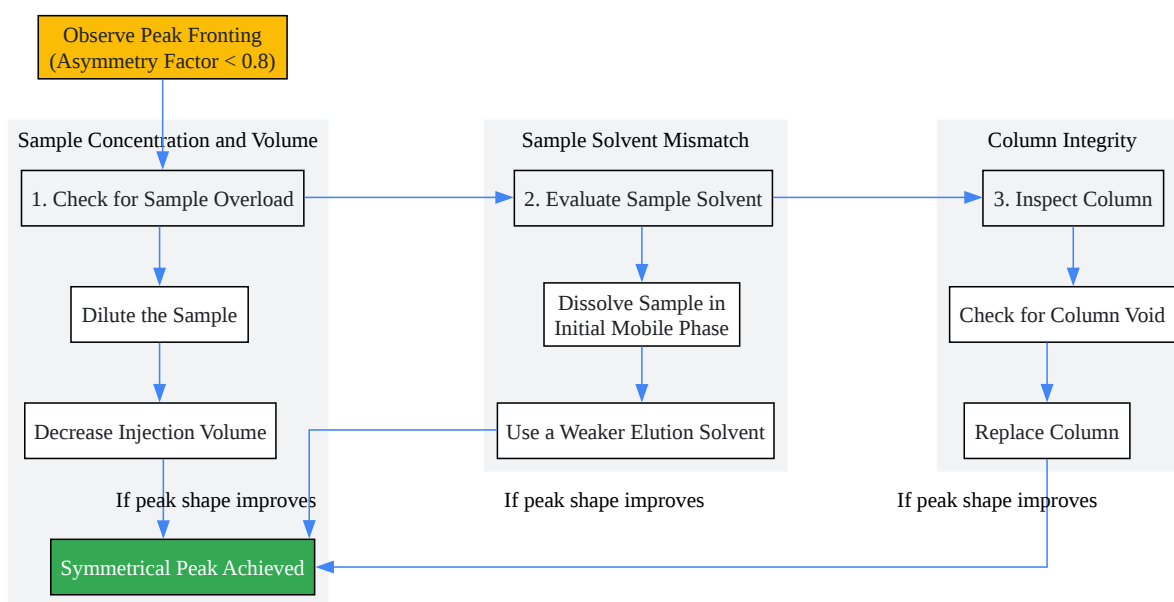 Observe Peak Fronting
(Asymmetry Factor < 0.8)
Sample Concentration and Volume
1. Check for Sample Overload
Dilute the Sample
Decrease Injection Volume
If peak shape improves
Symmetrical Peak Achieved
Sample Solvent Mismatch
2. Evaluate Sample Solvent
Dissolve Sample in
Initial Mobile Phase
Use a Weaker Elution Solvent
If peak shape improves
Column Integrity
3. Inspect Column
Check for Column Void
Replace Column
If peak shape improves